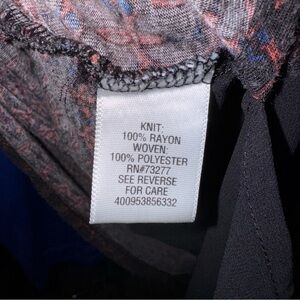 KNIT:
100% RAYON
WOVEN:
100% POLYESTER
RN#73277
SEE REVERSE
FOR CARE
400953856332